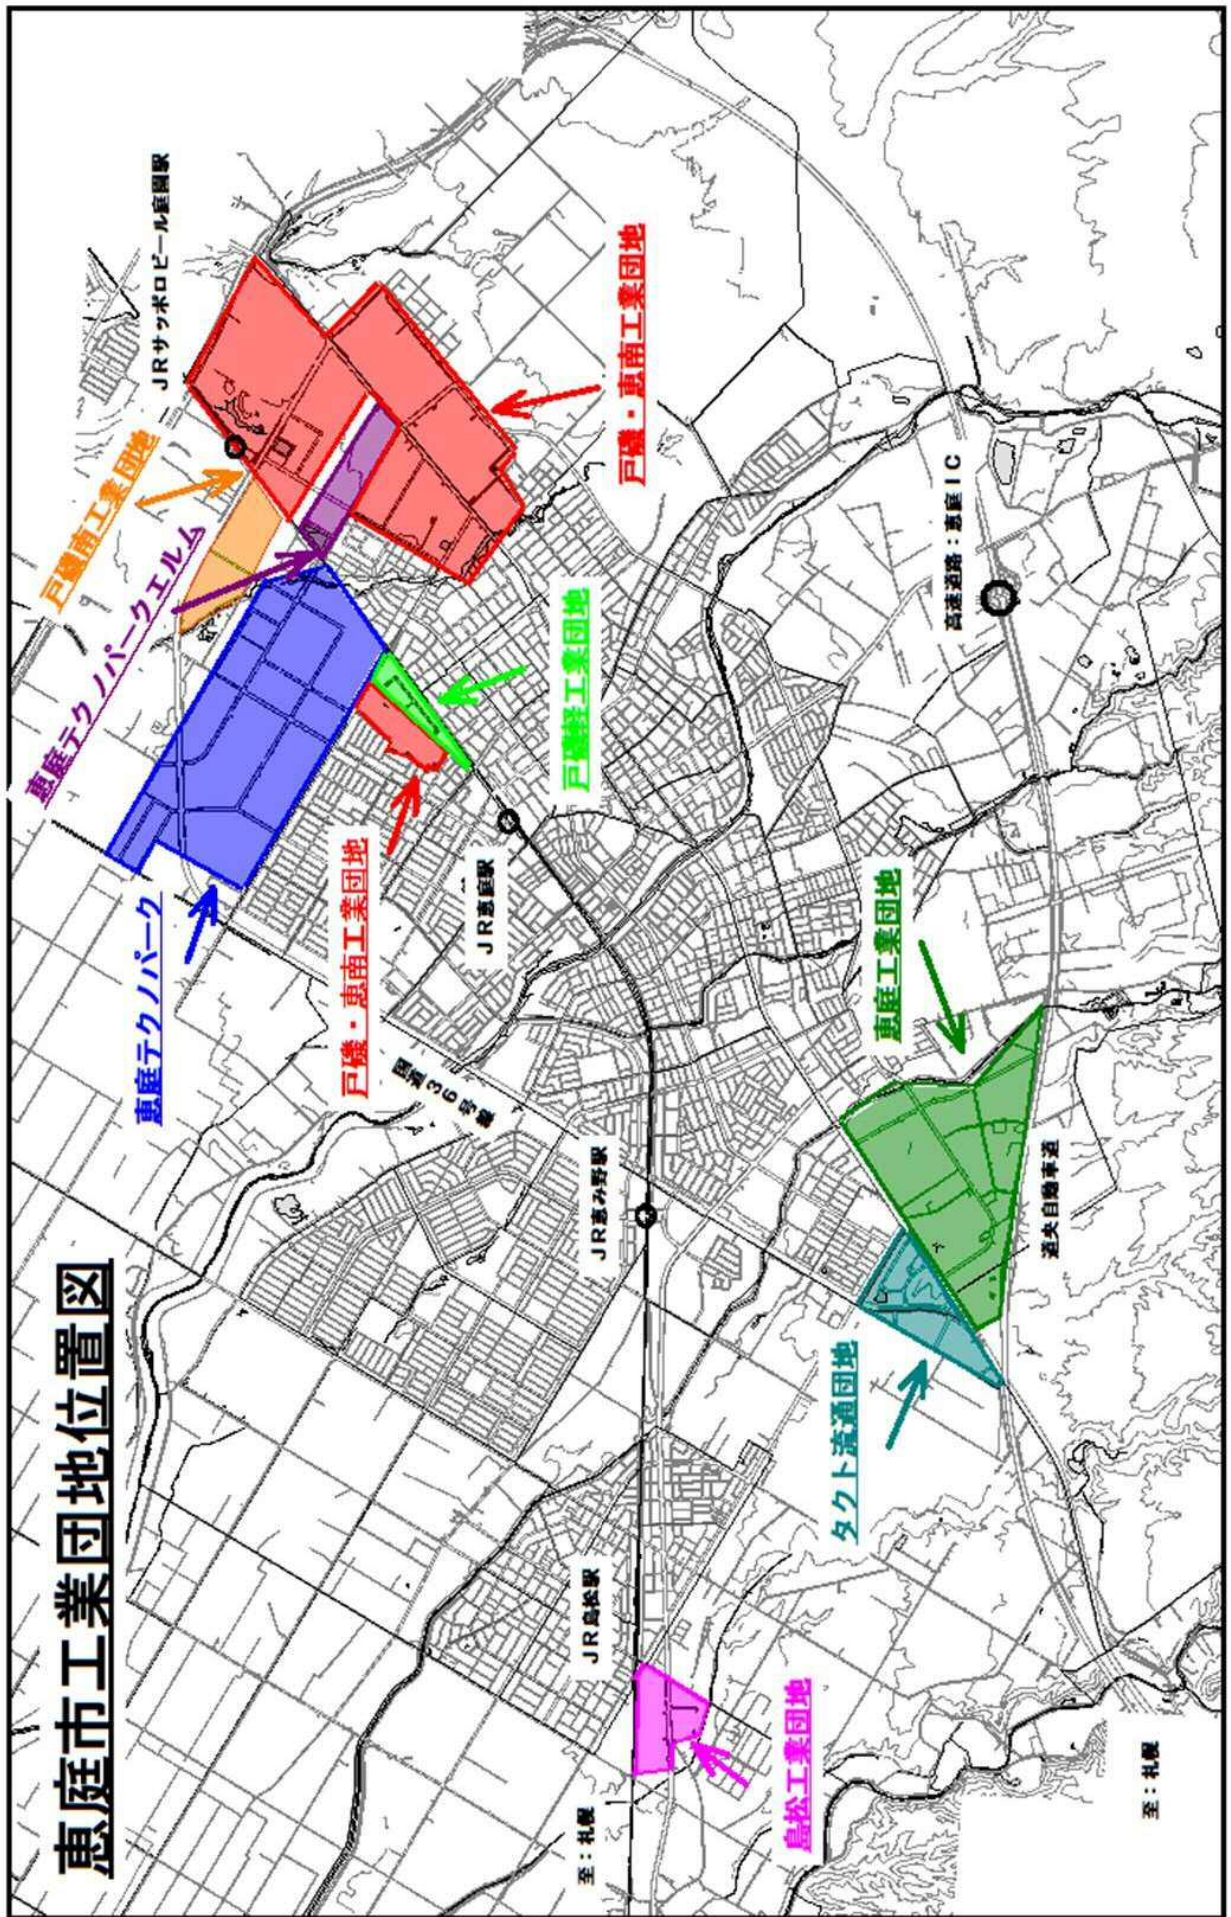 恵庭市工業団地位置図
JRサッポロビール庭園駅
戸磯南工業団地
恵庭テクノパークエルム
恵庭テクノパーク
戸磯・恵南工業団地
戸磯・恵南工業団地
戸磯軽工業団地
JR恵庭駅
国道36号線
JR恵み野駅
高速道路:恵庭IC
恵庭工業団地
道央自動車道
タクト流通団地
JR島松駅
島松工業団地
至:札幌
至:札幌